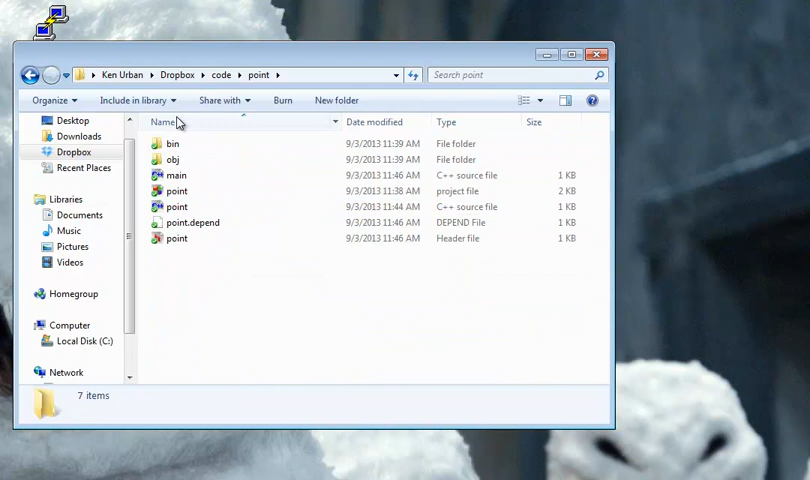 Ken Urban Dropbox code point Search point
Organize Include in library Share with Burn New folder
Name Date modified Type Size
Desktop
Downloads
Dropbox
Recent Places
Libraries
Documents
Music
Pictures
Videos
Homegroup
Computer
Local Disk (C:)
Network
bin 9/3/2013 11:39 AM File folder
obj 9/3/2013 11:39 AM File folder
main 9/3/2013 11:46 AM C++ source file 1 KB
point 9/3/2013 11:38 AM project file 2 KB
point 9/3/2013 11:44 AM C++ source file 1 KB
point.depend 9/3/2013 11:46 AM DEPEND File 1 KB
point 9/3/2013 11:46 AM Header file 1 KB
7 items